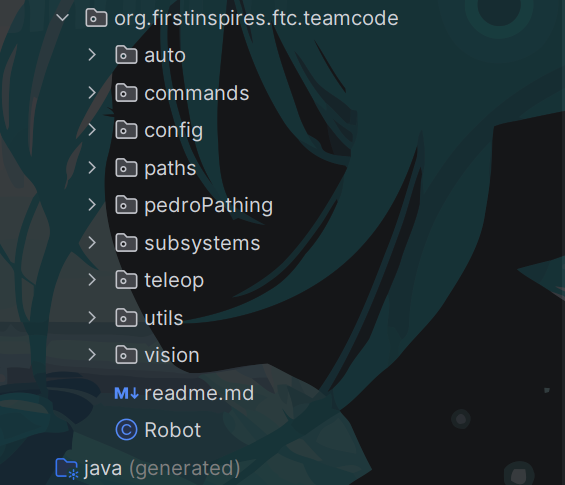 org.firstinspires.ftc.teamcode
auto
commands
config
paths
pedroPathing
subsystems
teleop
utils
vision
M↓ readme.md
C Robot
java (generated)